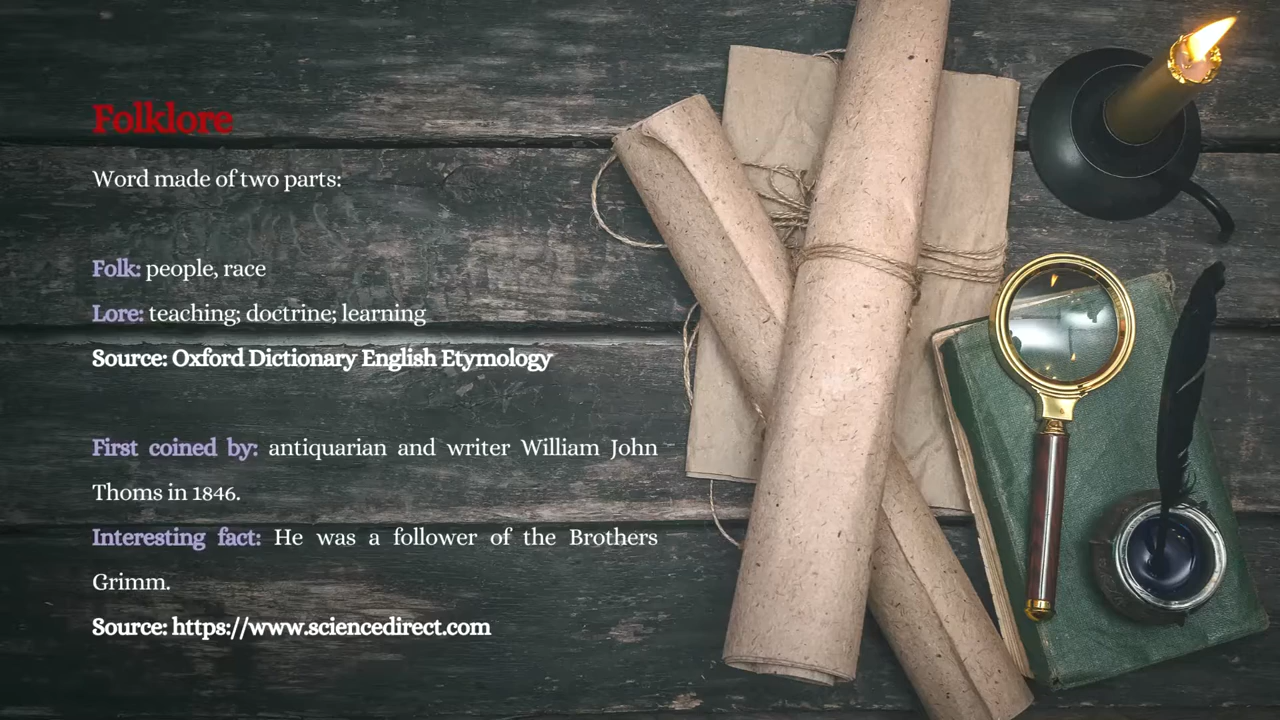 Folklore
Word made of two parts:
Folk: people, race
Lore: teaching; doctrine; learning
Source: Oxford Dictionary English Etymology
First coined by: antiquarian and writer William John
Thoms in 1846.
Interesting fact: He was a follower of the Brothers
Grimm.
Source: https://www.sciencedirect.com